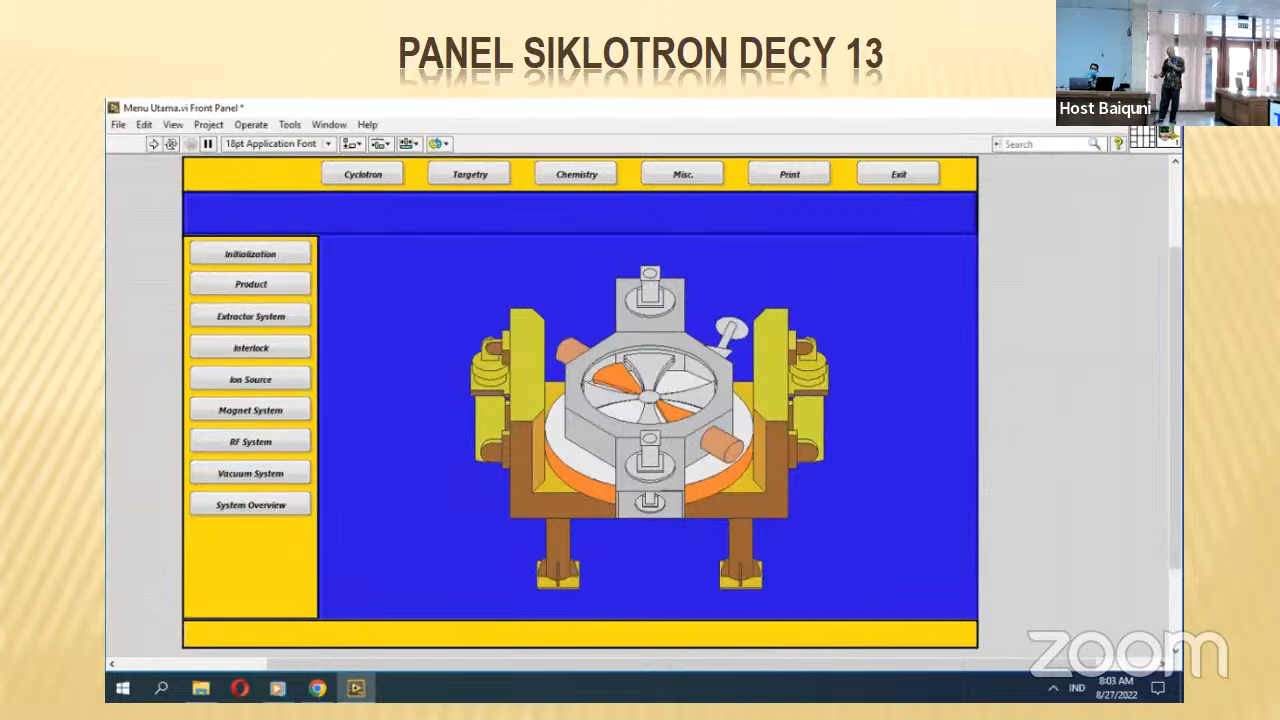 PANEL SIKLOTRON DECY 13
Host Baiquni
Menu Utama.vi Front Panel *
File Edit View Project Operate Tools Window Help
18pt Application Font
Search
?
Cyclotron Targetry Chemistry Misc. Print Exit
Initialization
Product
Extractor System
Interlock
Ion Source
Magnet System
RF System
Vacuum System
System Overview
zoom
IND
8:03 AM
8/27/2022